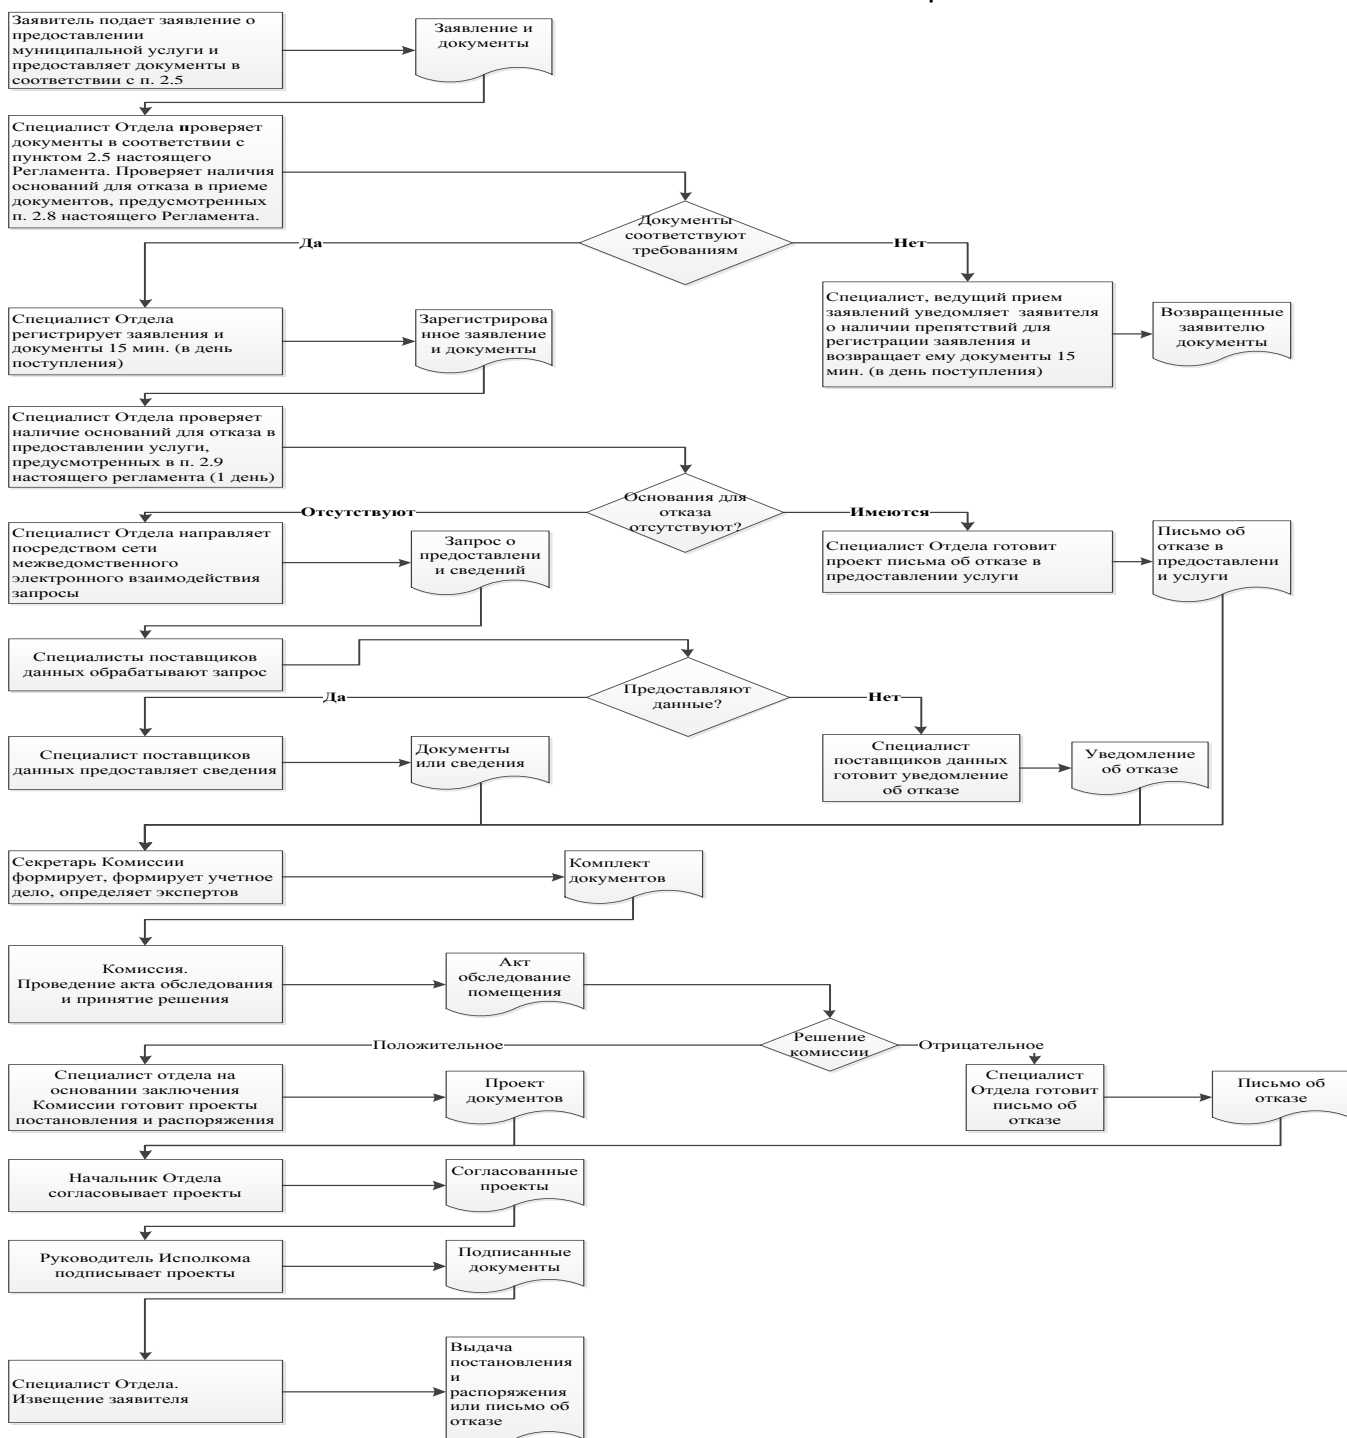 Заявитель подает заявление о
предоставлении
муниципальной услуги и
предоставляет документы в
соответствии с п. 2.5
Заявление и
документы
Специалист Отдела проверяет
документы в соответствии с
пунктом 2.5 настоящего
Регламента. Проверяет наличия
оснований для отказа в приеме
документов, предусмотренных
п. 2.8 настоящего Регламента.
Документы
соответствуют
требованиям
Да
Нет
Специалист Отдела
регистрирует заявления и
документы 15 мин. (в день
поступления)
Зарегистрирова
нное заявление
и документы
Специалист, ведущий прием
заявлений уведомляет заявителя
о наличии препятствий для
регистрации заявления и
возвращает ему документы 15
мин. (в день поступления)
Возвращенные
заявителю
документы
Специалист Отдела проверяет
наличие оснований для отказа в
предоставлении услуги,
предусмотренных в п. 2.9
настоящего регламента (1 день)
Основания для
отказа
отсутствуют?
Отсутствуют
Имеются
Специалист Отдела направляет
посредством сети
межведомственного
электронного взаимодействия
запросы
Запрос о
предоставлени
и сведений
Специалист Отдела готовит
проект письма об отказе в
предоставлении услуги
Письмо об
отказе в
предоставлени
и услуги
Специалисты поставщиков
данных обрабатывают запрос
Предоставляют
данные?
Да
Нет
Специалист поставщиков
данных предоставляет сведения
Документы
или сведения
Специалист
поставщиков данных
готовит уведомление
об отказе
Уведомление
об отказе
Секретарь Комиссии
формирует, формирует учетное
дело, определяет экспертов
Комплект
документов
Комиссия.
Проведение акта обследования
и принятие решения
Акт
обследование
помещения
Решение
комиссии
Положительное
Отрицательное
Специалист отдела на
основании заключения
Комиссии готовит проекты
постановления и распоряжения
Проект
документов
Специалист
Отдела готовит
письмо об
отказе
Письмо об
отказе
Начальник Отдела
согласовывает проекты
Согласованные
проекты
Руководитель Исполкома
подписывает проекты
Подписанные
документы
Специалист Отдела.
Извещение заявителя
Выдача
постановления
и
распоряжения
или письмо об
отказе